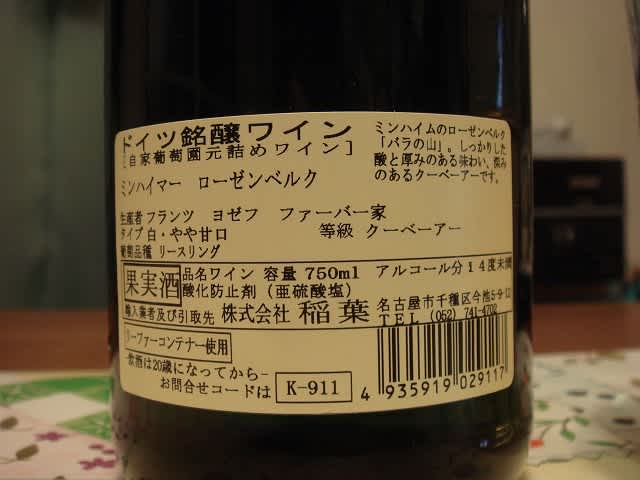 ドイツ銘醸ワイン
[自家葡萄園元詰めワイン]
ミンハイムのローゼンベルク
「バラの山」。しっかりした
酸と厚みのある味わい、深み
のあるクーベーアーです。
ミンハイマー ローゼンベルク
生産者 フランツ ヨゼフ ファーバー家
タイプ 白・やや甘口 等級 クーベーアー
葡萄品種 リースリング
果実酒
品名 ワイン 容量 750ml アルコール分14度未満
酸化防止剤(亜硫酸塩)
輸入業者及び引取先 株式会社 稲葉
名古屋市千種区今池5-9-12
TEL (052) 741-4702
リーファーコンテナー使用
-飲酒は20歳になってから-
お問合せコードは K-911
4 935919 029117